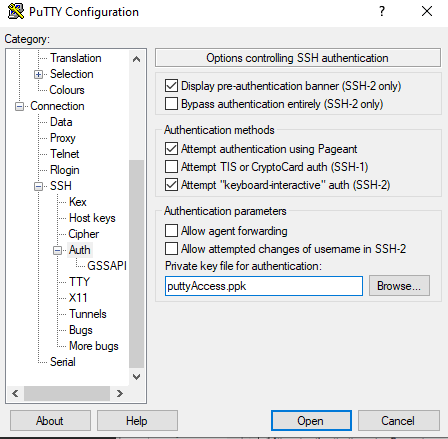 PuTTY Configuration
?
Category:
Translation
Selection
Colours
Connection
Data
Proxy
Telnet
Rlogin
SSH
Kex
Host keys
Cipher
Auth
GSSAPI
TTY
X11
Tunnels
Bugs
More bugs
Serial
Options controlling SSH authentication
Display pre-authentication banner (SSH-2 only)
Bypass authentication entirely (SSH-2 only)
Authentication methods
Attempt authentication using Pageant
Attempt TIS or CryptoCard auth (SSH-1)
Attempt "keyboard-interactive" auth (SSH-2)
Authentication parameters
Allow agent forwarding
Allow attempted changes of username in SSH-2
Private key file for authentication:
puttyAccess.ppk
Browse...
About
Help
Open
Cancel